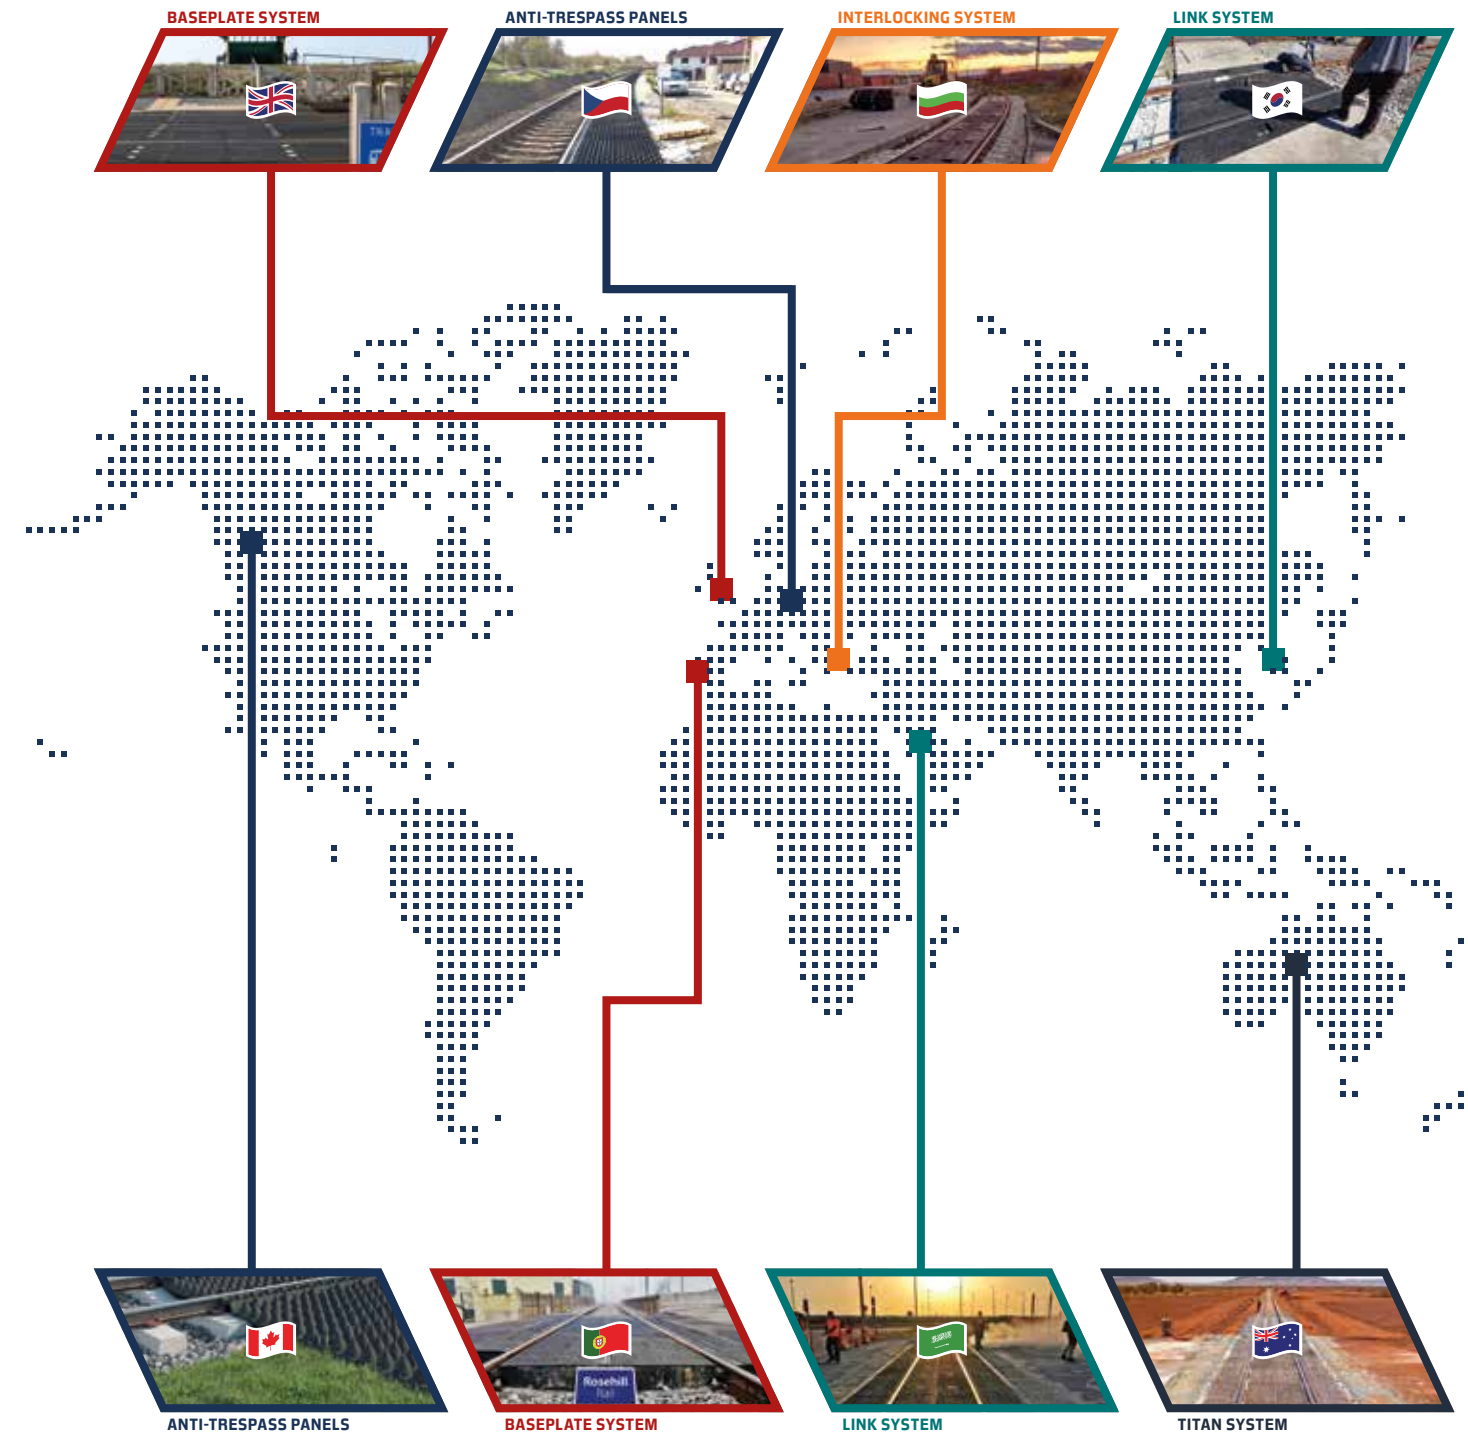 BASEPLATE SYSTEM
ANTI-TRESPASS PANELS
INTERLOCKING SYSTEM
LINK SYSTEM
Rosehill
Rail
ANTI-TRESPASS PANELS
BASEPLATE SYSTEM
LINK SYSTEM
TITAN SYSTEM